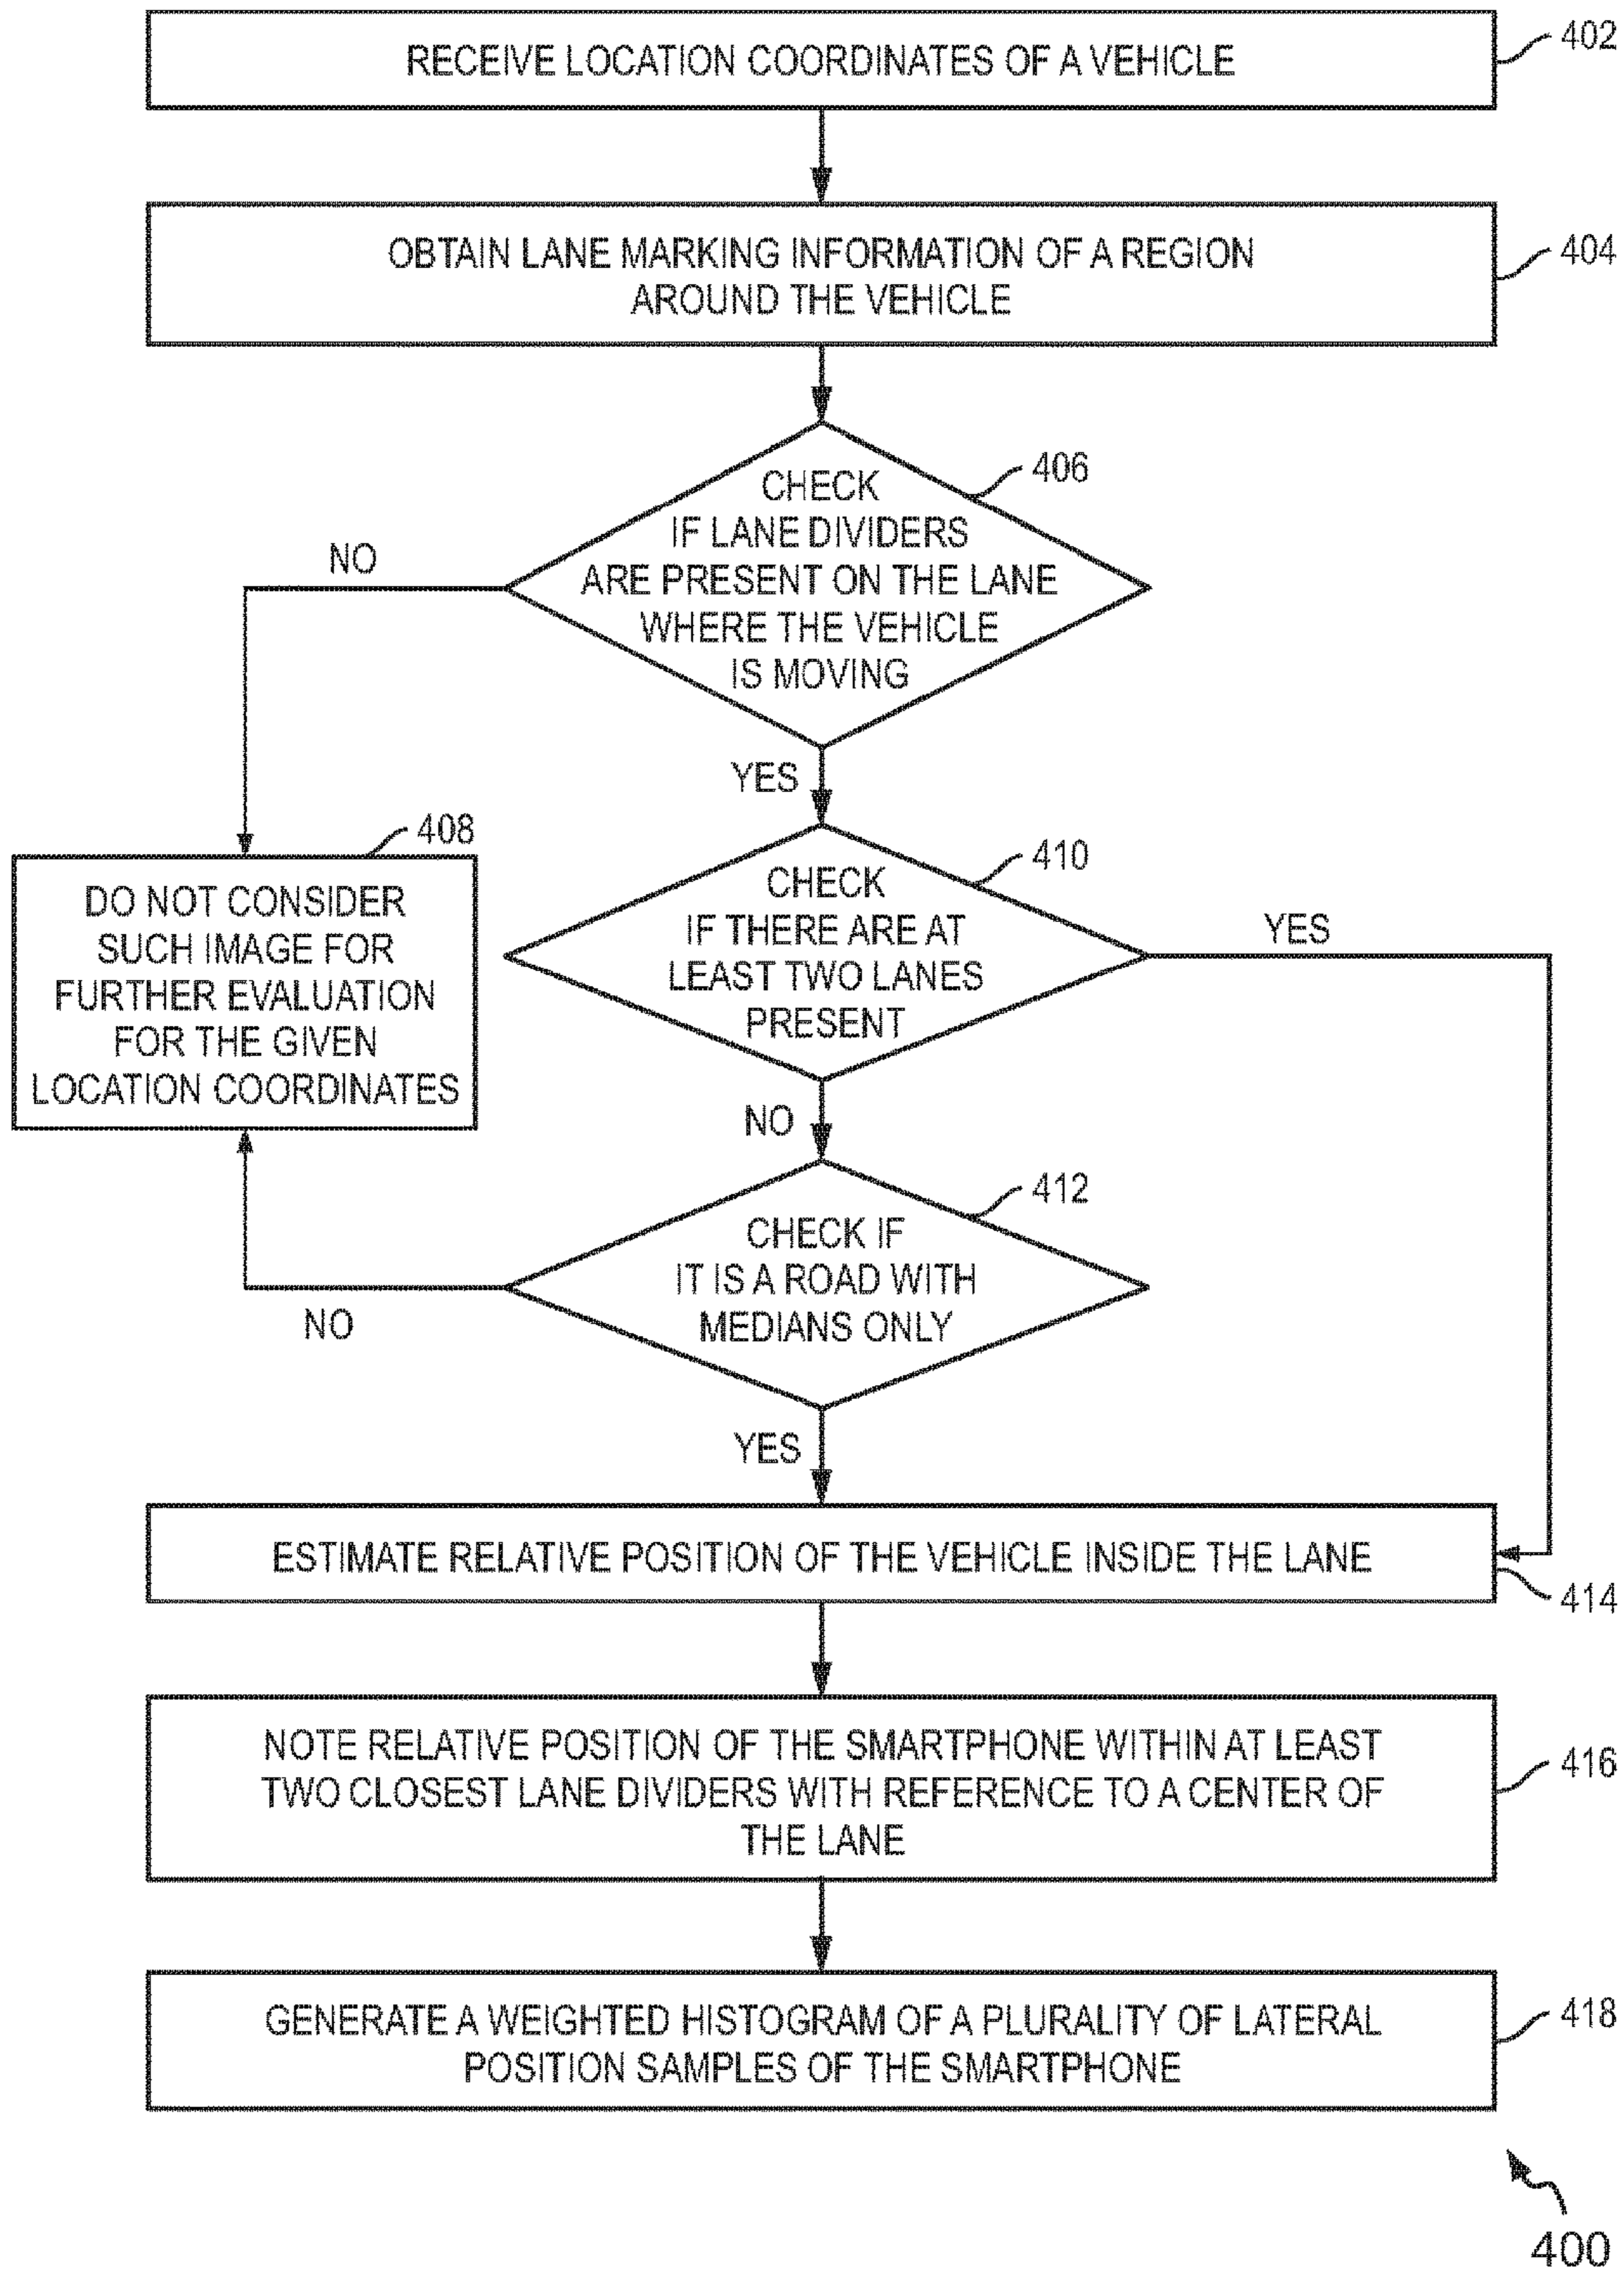 RECEIVE LOCATION COORDINATES OF A VEHICLE
402
OBTAIN LANE MARKING INFORMATION OF A REGION
AROUND THE VEHICLE
404
CHECK
IF LANE DIVIDERS
ARE PRESENT ON THE LANE
WHERE THE VEHICLE
IS MOVING
406
NO
YES
408
DO NOT CONSIDER
SUCH IMAGE FOR
FURTHER EVALUATION
FOR THE GIVEN
LOCATION COORDINATES
CHECK
IF THERE ARE AT
LEAST TWO LANES
PRESENT
410
YES
NO
CHECK IF
IT IS A ROAD WITH
MEDIANS ONLY
412
NO
YES
ESTIMATE RELATIVE POSITION OF THE VEHICLE INSIDE THE LANE
414
NOTE RELATIVE POSITION OF THE SMARTPHONE WITHIN AT LEAST
TWO CLOSEST LANE DIVIDERS WITH REFERENCE TO A CENTER OF
THE LANE
416
GENERATE A WEIGHTED HISTOGRAM OF A PLURALITY OF LATERAL
POSITION SAMPLES OF THE SMARTPHONE
418
400